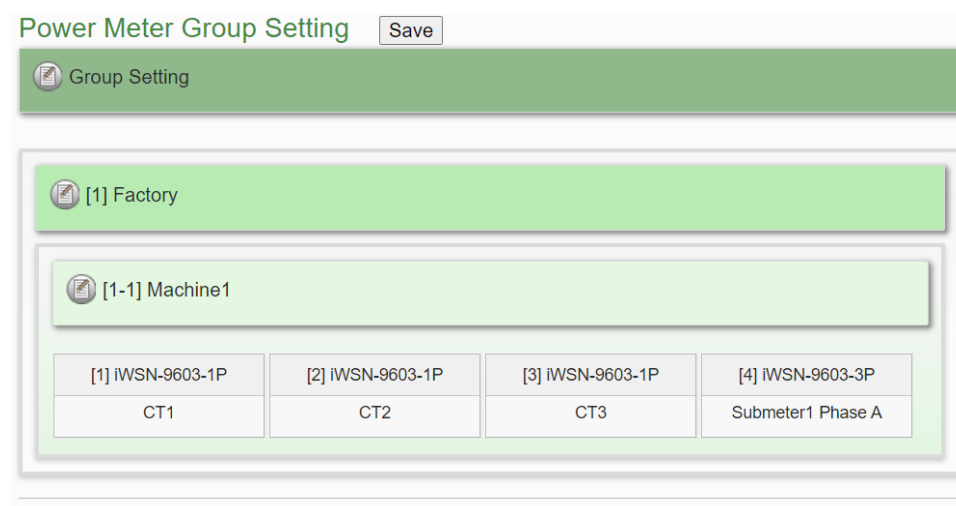 Power Meter Group Setting Save
Group Setting
[1] Factory
[1-1] Machine1
[1] iWSN-9603-1P [2] iWSN-9603-1P [3] iWSN-9603-1P [4] iWSN-9603-3P
CT1 CT2 CT3 Submeter1 Phase A